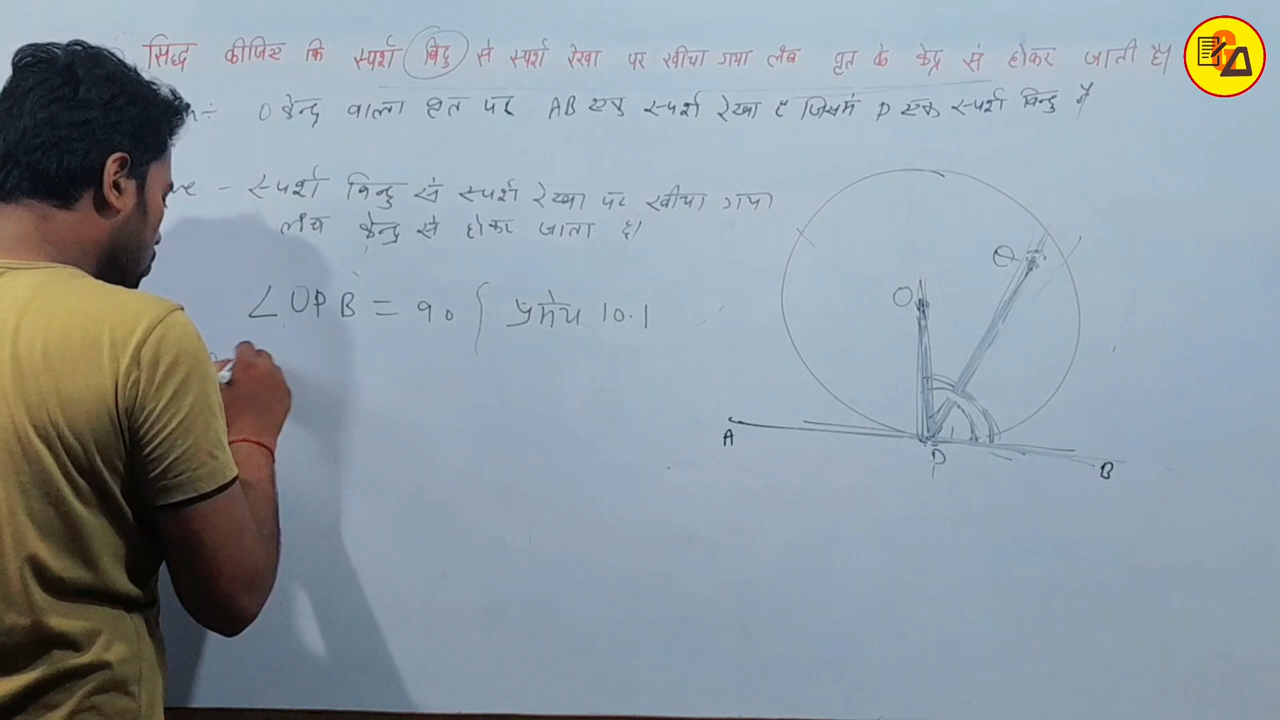 सिद्ध कीजिए कि स्पर्श बिंदु से स्पर्श रेखा पर खींचा गया लंब वृत के केंद्र से होकर जाती है।
O केन्द्र वाला वृत पर AB एक स्पर्श रेखा है जिसमें P एक स्पर्श बिन्दु है
- स्पर्श बिन्दु से स्पर्श रेखा पर खींचा गया
लंब केन्द्र से होकर जाता है।
∠OPB = 90 { प्रमेय 10.1
Q
O
A
P
B